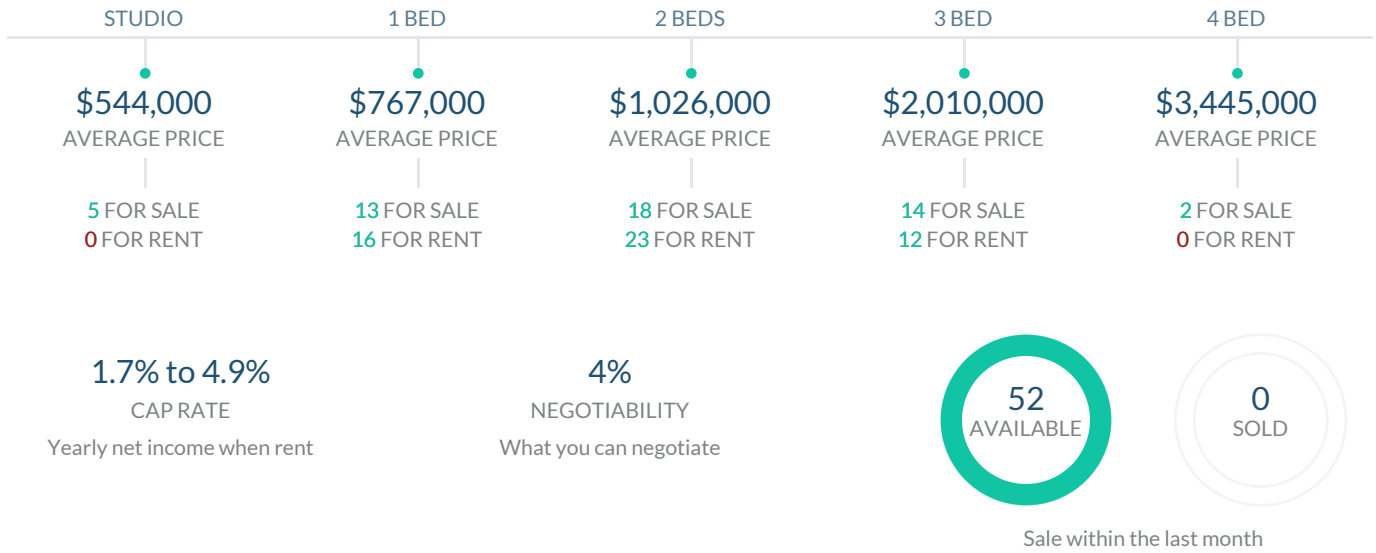 STUDIO
1 BED
2 BEDS
3 BED
4 BED
$544,000
AVERAGE PRICE
5 FOR SALE
0 FOR RENT
$767,000
AVERAGE PRICE
13 FOR SALE
16 FOR RENT
$1,026,000
AVERAGE PRICE
18 FOR SALE
23 FOR RENT
$2,010,000
AVERAGE PRICE
14 FOR SALE
12 FOR RENT
$3,445,000
AVERAGE PRICE
2 FOR SALE
0 FOR RENT
1.7% to 4.9%
CAP RATE
Yearly net income when rent
4%
NEGOTIABILITY
What you can negotiate
52
AVAILABLE
0
SOLD
Sale within the last month